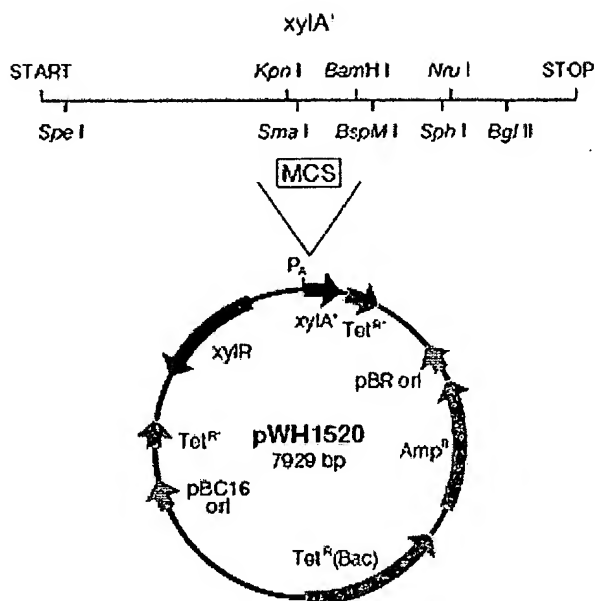 xylA'
START KpnI BamHI NruI STOP
SpeI SmaI BspMI SphI BglII
MCS
PA
xylA' TetR'
xylR
pBR ori
TetR' pWH1520 AmpR
7929 bp
pBC16
ori
TetR(Bac)